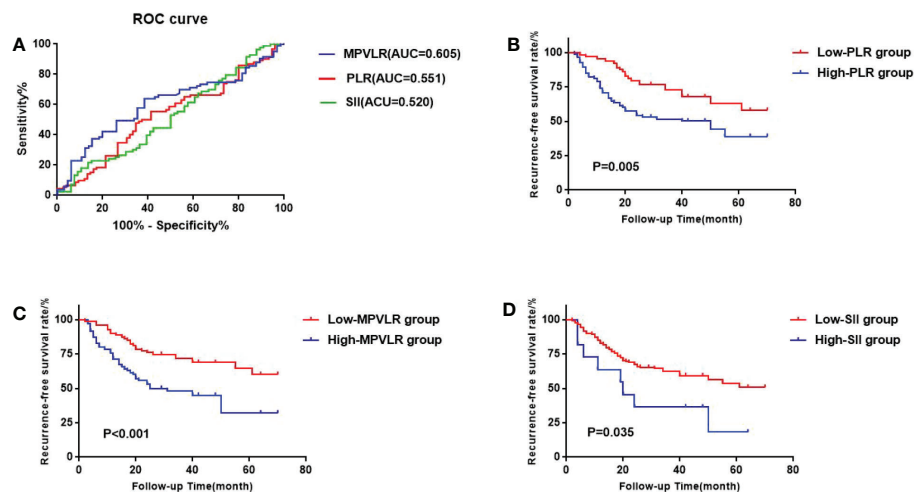 ROC curve
A
100
80
60
40
20
0
Sensitivity%
0
20
40
60
80
100
100% - Specificity%
MPVLR(AUC=0.605)
PLR(AUC=0.551)
SII(ACU=0.520)
B
Recurrence-free survival rate/%
100
75
50
25
0
20
40
60
80
Follow-up Time(month)
P=0.005
Low-PLR group
High-PLR group
C
Recurrence-free survival rate/%
100
75
50
25
0
20
40
60
80
Follow-up Time(month)
P<0.001
Low-MPVLR group
High-MPVLR group
D
Recurrence-free survival rate/%
100
75
50
25
0
20
40
60
80
Follow-up Time(month)
P=0.035
Low-SII group
High-SII group